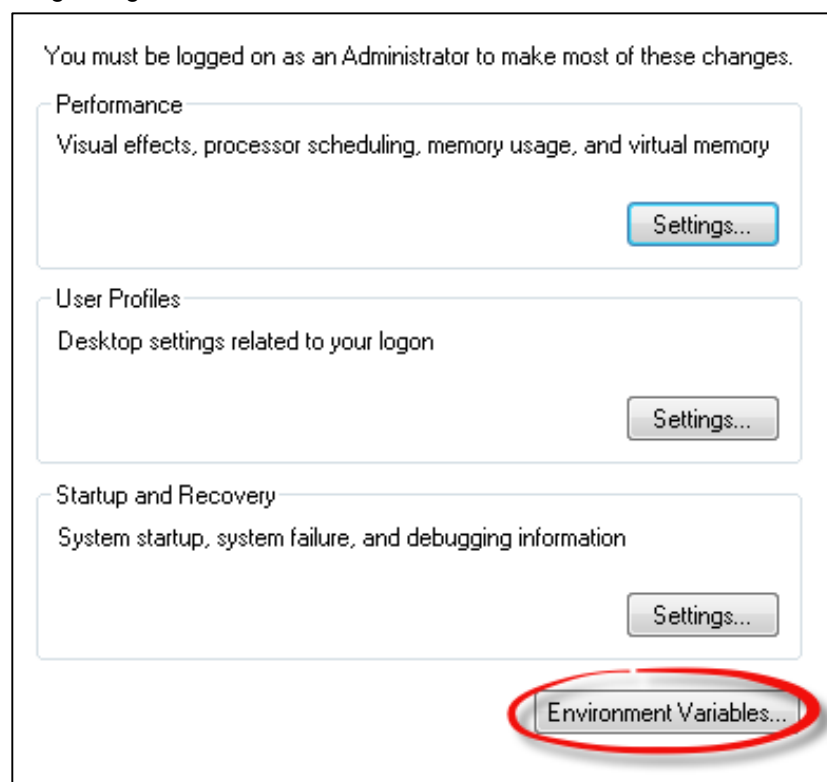 You must be logged on as an Administrator to make most of these changes.
Performance
Visual effects, processor scheduling, memory usage, and virtual memory
Settings...
User Profiles
Desktop settings related to your logon
Settings...
Startup and Recovery
System startup, system failure, and debugging information
Settings...
Environment Variables...